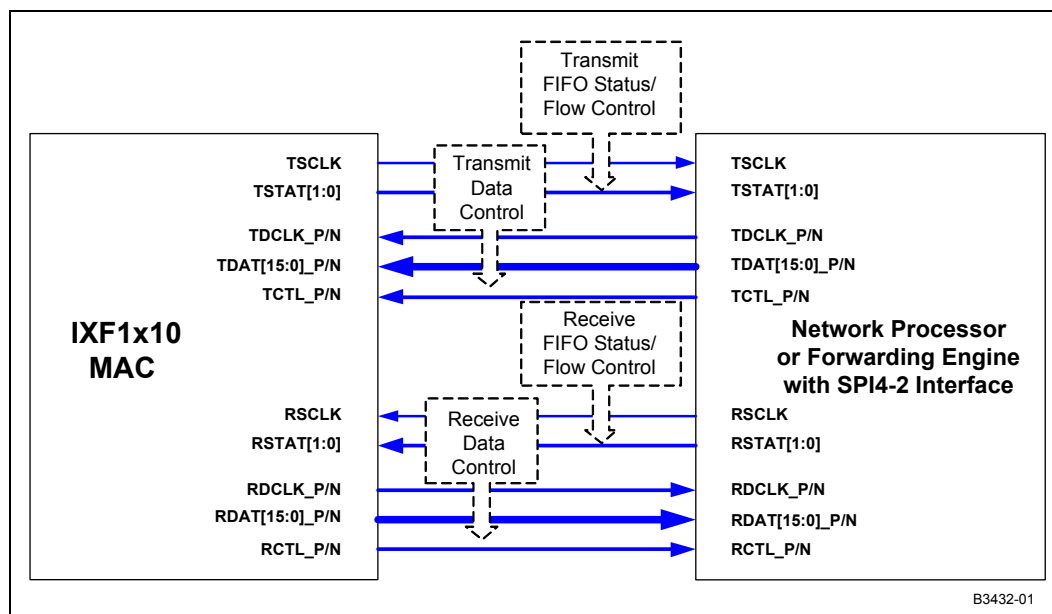 Transmit
FIFO Status/
Flow Control
TSCLK
TSTAT[1:0]
TDCLK_P/N
TDAT[15:0]_P/N
TCTL_P/N
Transmit
Data
Control
TSCLK
TSTAT[1:0]
TDCLK_P/N
TDAT[15:0]_P/N
TCTL_P/N
IXF1x10
MAC
Receive
FIFO Status/
Flow Control
Network Processor
or Forwarding Engine
with SPI4-2 Interface
RSCLK
RSTAT[1:0]
RDCLK_P/N
RDAT[15:0]_P/N
RCTL_P/N
Receive
Data
Control
RSCLK
RSTAT[1:0]
RDCLK_P/N
RDAT[15:0]_P/N
RCTL_P/N
B3432-01